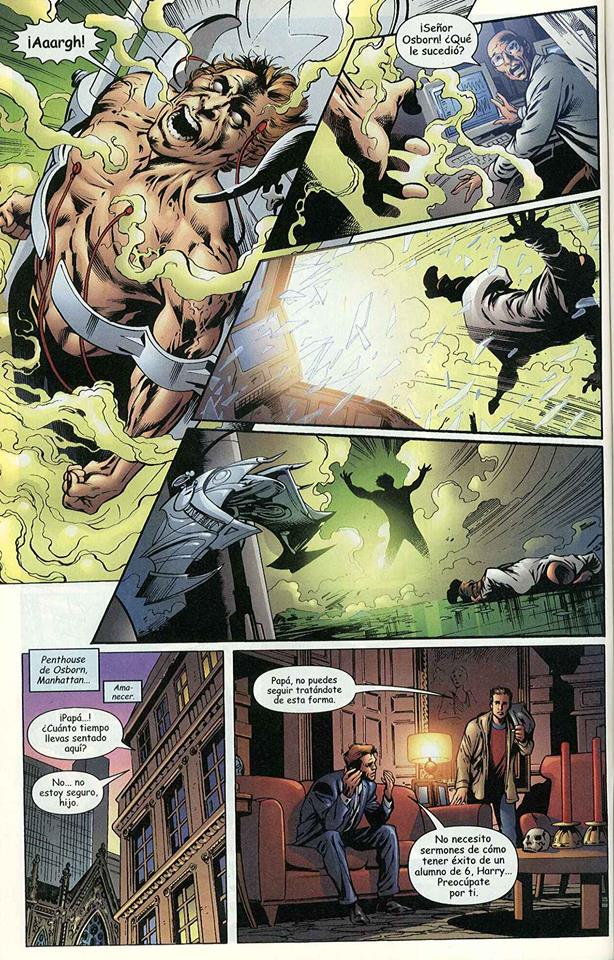 ¡Aaargh!
¡Señor
Osborn! ¿Qué
le sucedió?
Penthouse
de Osborn,
Manhattan...
Ama-
necer.
¡Papá...!
¿Cuánto tiempo
llevas sentado
aquí?
No... no
estoy seguro,
hijo.
Papá, no puedes
seguir tratándote
de esta forma.
No necesito
sermones de cómo
tener éxito de un
alumno de 6, Harry...
Preocúpate
por ti.